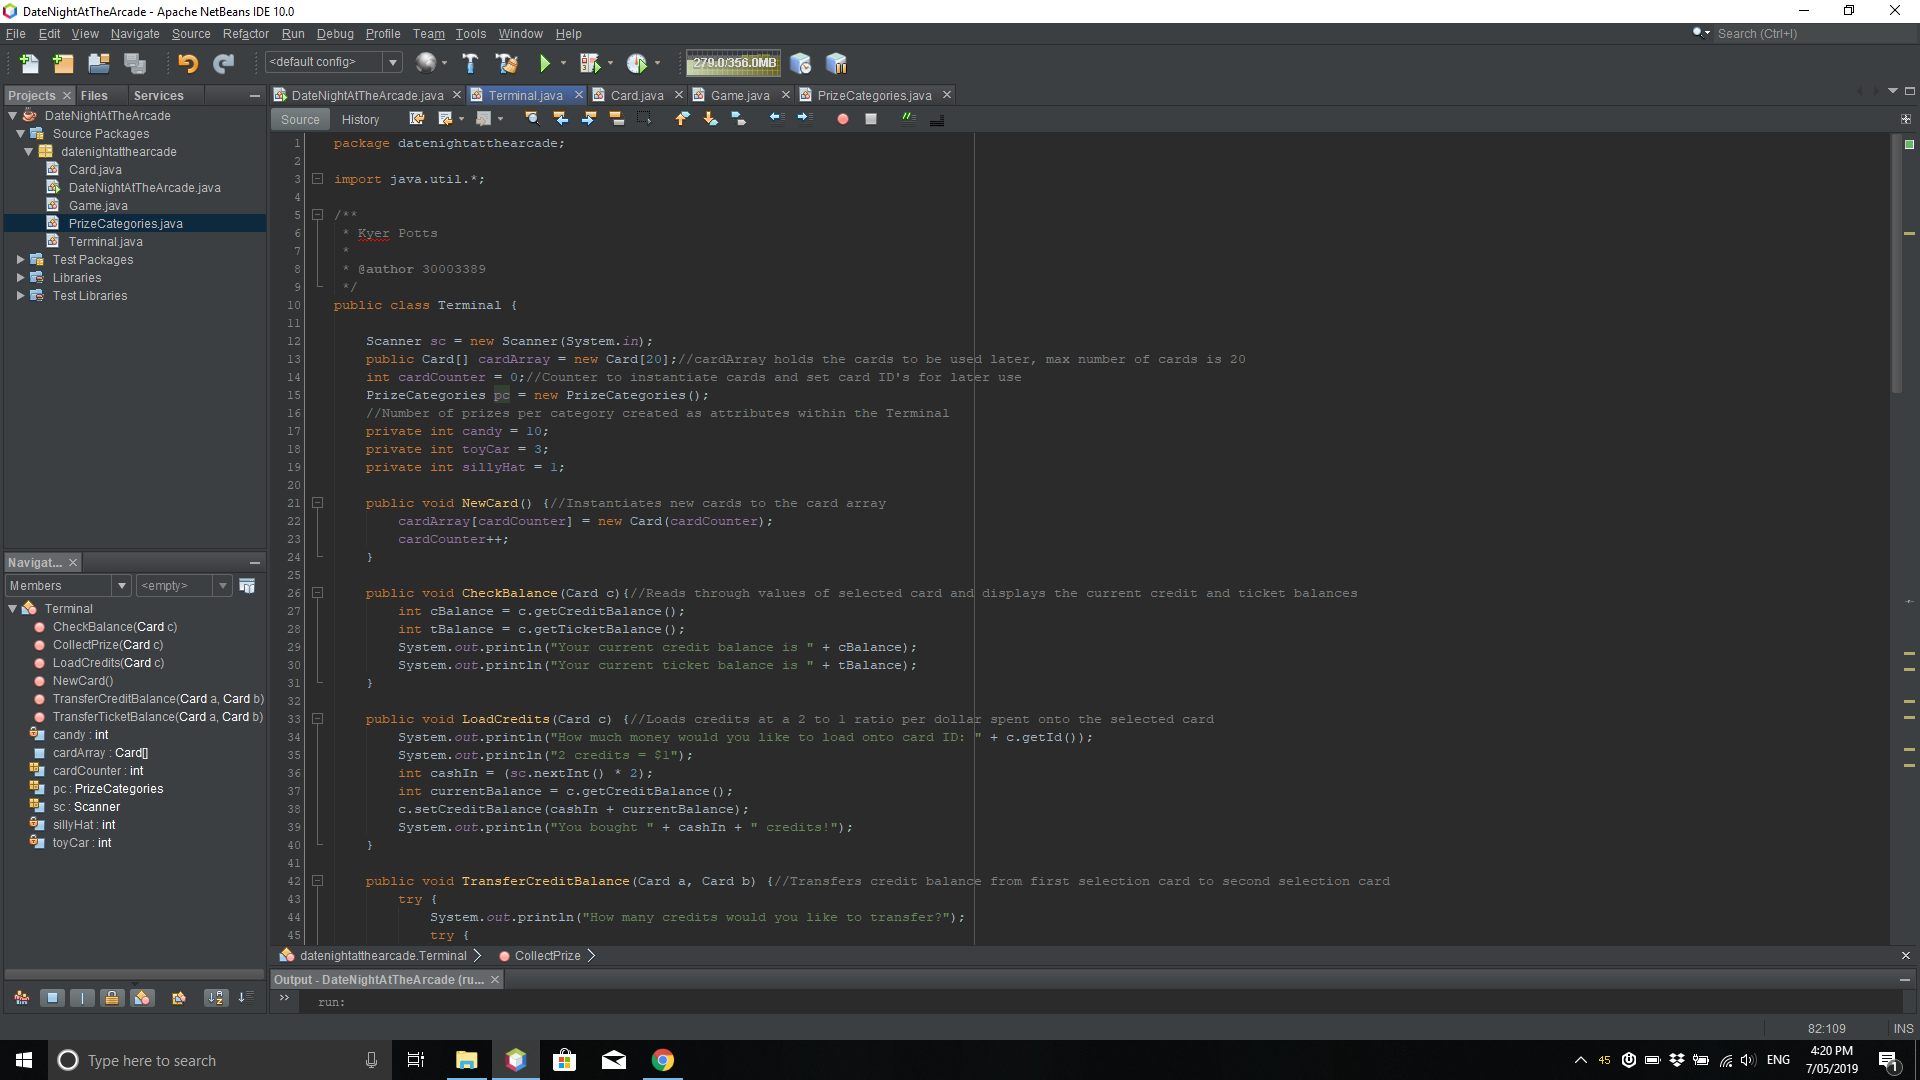 DateNightAtTheArcade - Apache NetBeans IDE 10.0
File Edit View Navigate Source Refactor Run Debug Profile Team Tools Window Help
Search (Ctrl+I)
<default config>
279.0/356.0MB
Projects Files Services
DateNightAtTheArcade
Source Packages
datenightatthearcade
Card.java
DateNightAtTheArcade.java
Game.java
PrizeCategories.java
Terminal.java
Test Packages
Libraries
Test Libraries
Navigat...
Members <empty>
Terminal
CheckBalance(Card c)
CollectPrize(Card c)
LoadCredits(Card c)
NewCard()
TransferCreditBalance(Card a, Card b)
TransferTicketBalance(Card a, Card b)
candy : int
cardArray : Card[]
cardCounter : int
pc : PrizeCategories
sc : Scanner
sillyHat : int
toyCar : int
DateNightAtTheArcade.java Terminal.java Card.java Game.java PrizeCategories.java
Source History
1 package datenightatthearcade;
2
3 import java.util.*;
4
5 /**
6 * Kyer Potts
7 *
8 * @author 30003389
9 */
10 public class Terminal {
11
12 Scanner sc = new Scanner(System.in);
13 public Card[] cardArray = new Card[20];//cardArray holds the cards to be used later, max number of cards is 20
14 int cardCounter = 0;//Counter to instantiate cards and set card ID's for later use
15 PrizeCategories pc = new PrizeCategories();
16 //Number of prizes per category created as attributes within the Terminal
17 private int candy = 10;
18 private int toyCar = 3;
19 private int sillyHat = 1;
20
21 public void NewCard() {//Instantiates new cards to the card array
22 cardArray[cardCounter] = new Card(cardCounter);
23 cardCounter++;
24 }
25
26 public void CheckBalance(Card c){//Reads through values of selected card and displays the current credit and ticket balances
27 int cBalance = c.getCreditBalance();
28 int tBalance = c.getTicketBalance();
29 System.out.println("Your current credit balance is " + cBalance);
30 System.out.println("Your current ticket balance is " + tBalance);
31 }
32
33 public void LoadCredits(Card c) {//Loads credits at a 2 to 1 ratio per dollar spent onto the selected card
34 System.out.println("How much money would you like to load onto card ID: " + c.getId());
35 System.out.println("2 credits = $1");
36 int cashIn = (sc.nextInt() * 2);
37 int currentBalance = c.getCreditBalance();
38 c.setCreditBalance(cashIn + currentBalance);
39 System.out.println("You bought " + cashIn + " credits!");
40 }
41
42 public void TransferCreditBalance(Card a, Card b) {//Transfers credit balance from first selection card to second selection card
43 try {
44 System.out.println("How many credits would you like to transfer?");
45 try {
datenightatthearcade.Terminal CollectPrize
Output - DateNightAtTheArcade (ru...
run:
82:109 INS
Type here to search
45 ENG 4:20 PM
7/05/2019
1